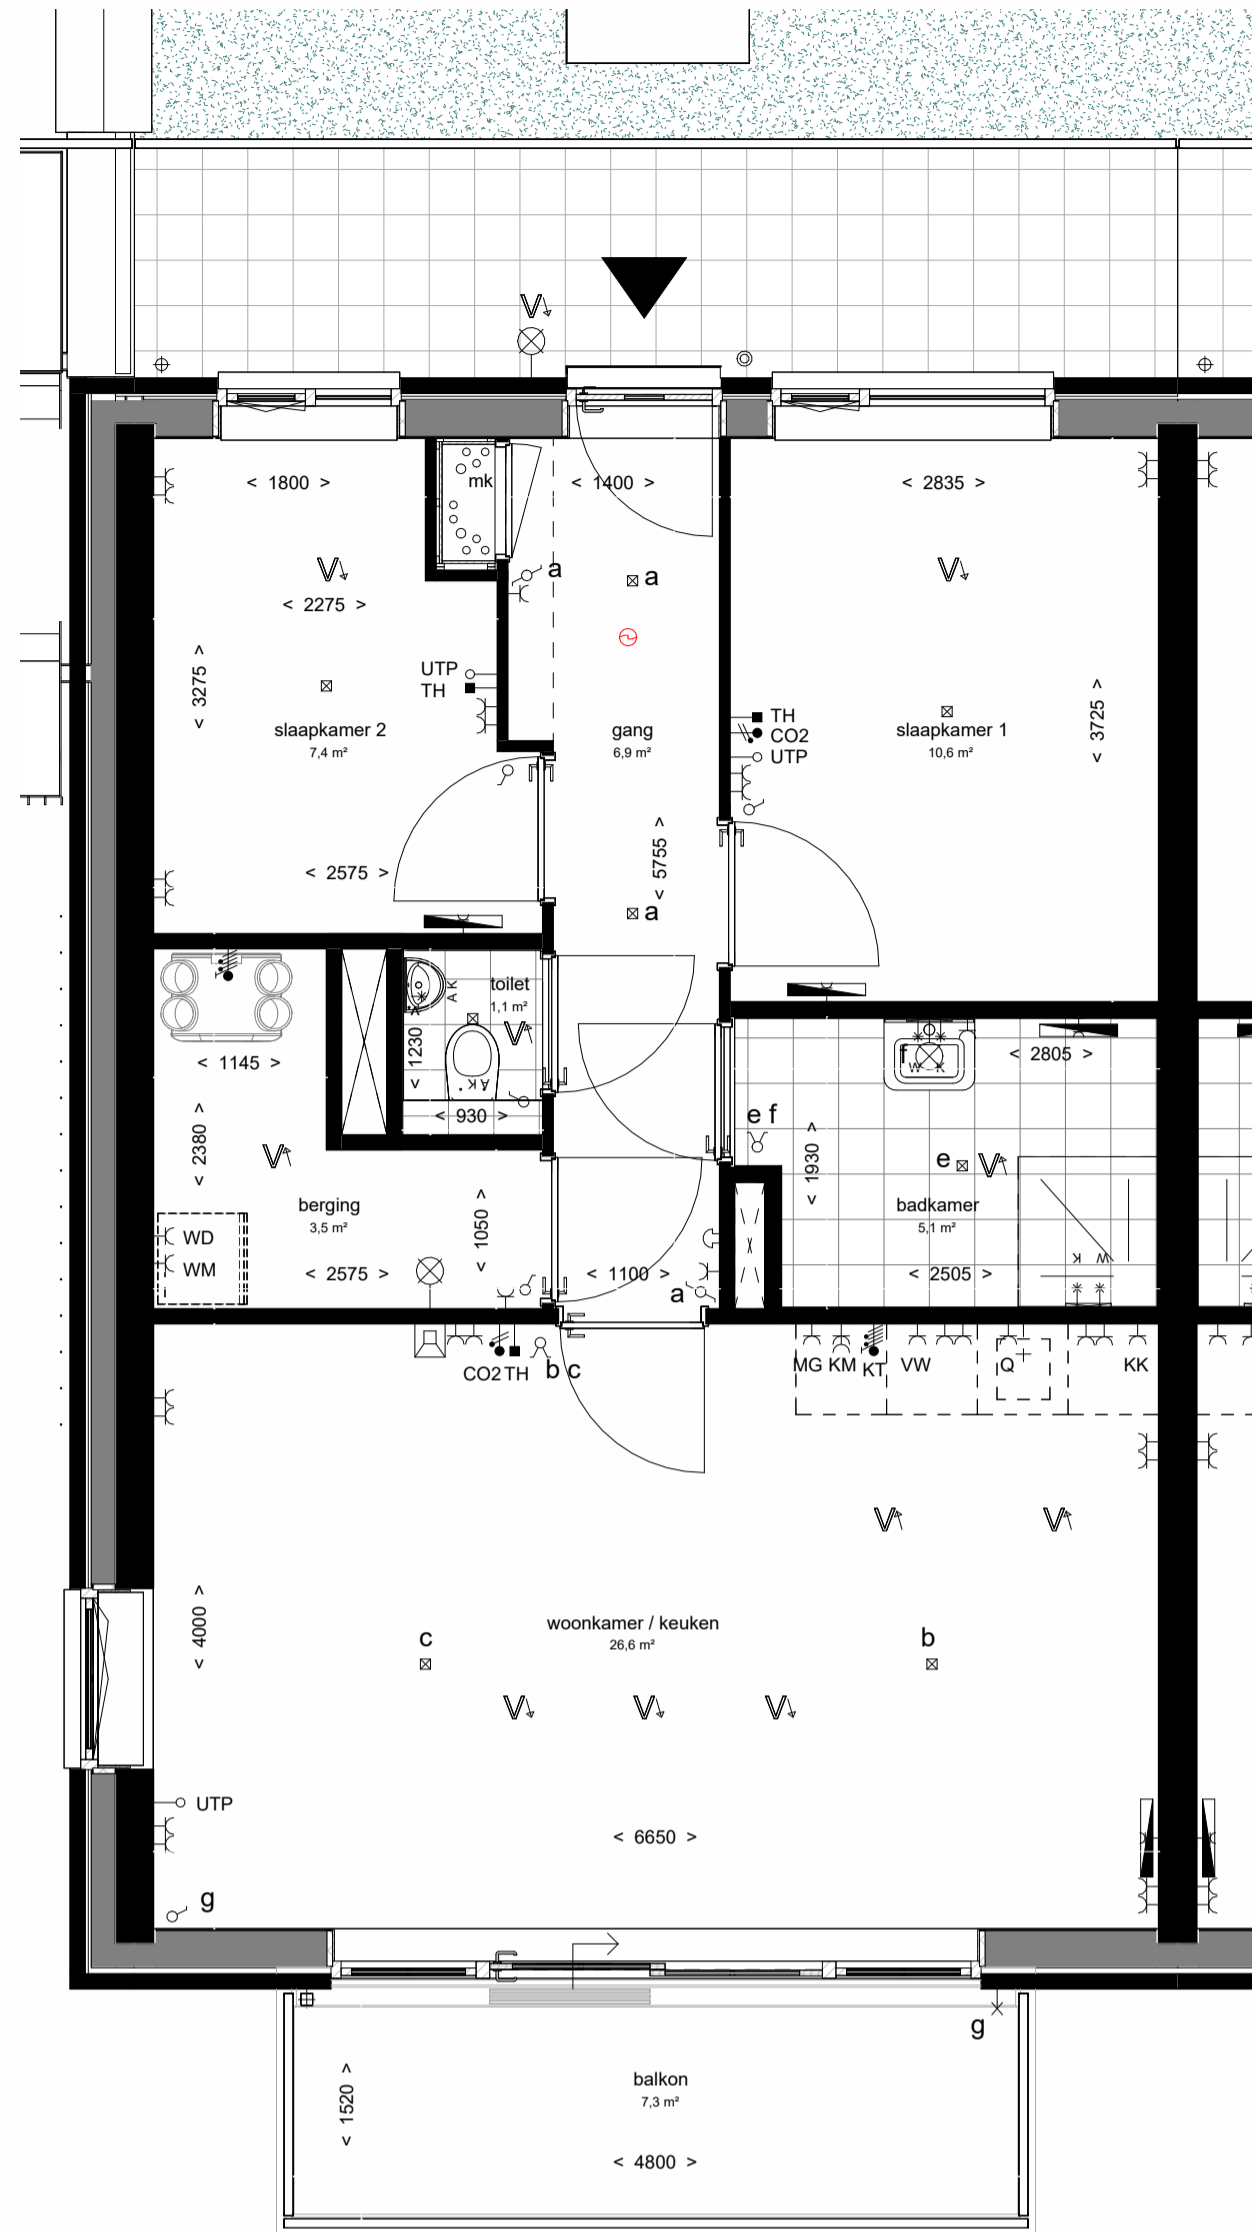 V
mk
< 1800 >
< 1400 >
< 2835 >
V
a
a
V
< 2275 >
UTP
TH
< 3275 >
slaapkamer 2
7,4 m²
gang
6,9 m²
TH
CO2
UTP
slaapkamer 1
10,6 m²
< 3725 >
< 5755 >
< 2575 >
a
toilet
1,1 m²
A K
V
< 1230 >
AK
< 930 >
< 1145 >
< 2380 >
V
f
W K
< 2805 >
e f
< 1930 >
e
V
berging
3,5 m²
< 1050 >
badkamer
5,1 m²
WD
WM
< 2575 >
< 1100 >
a
< 2505 >
K W
CO2 TH
b c
MG KM KT VW
Q
KK
V
V
< 4000 >
woonkamer / keuken
26,6 m²
c
b
V
V
V
UTP
< 6650 >
g
g
balkon
7,3 m²
< 1520 >
< 4800 >